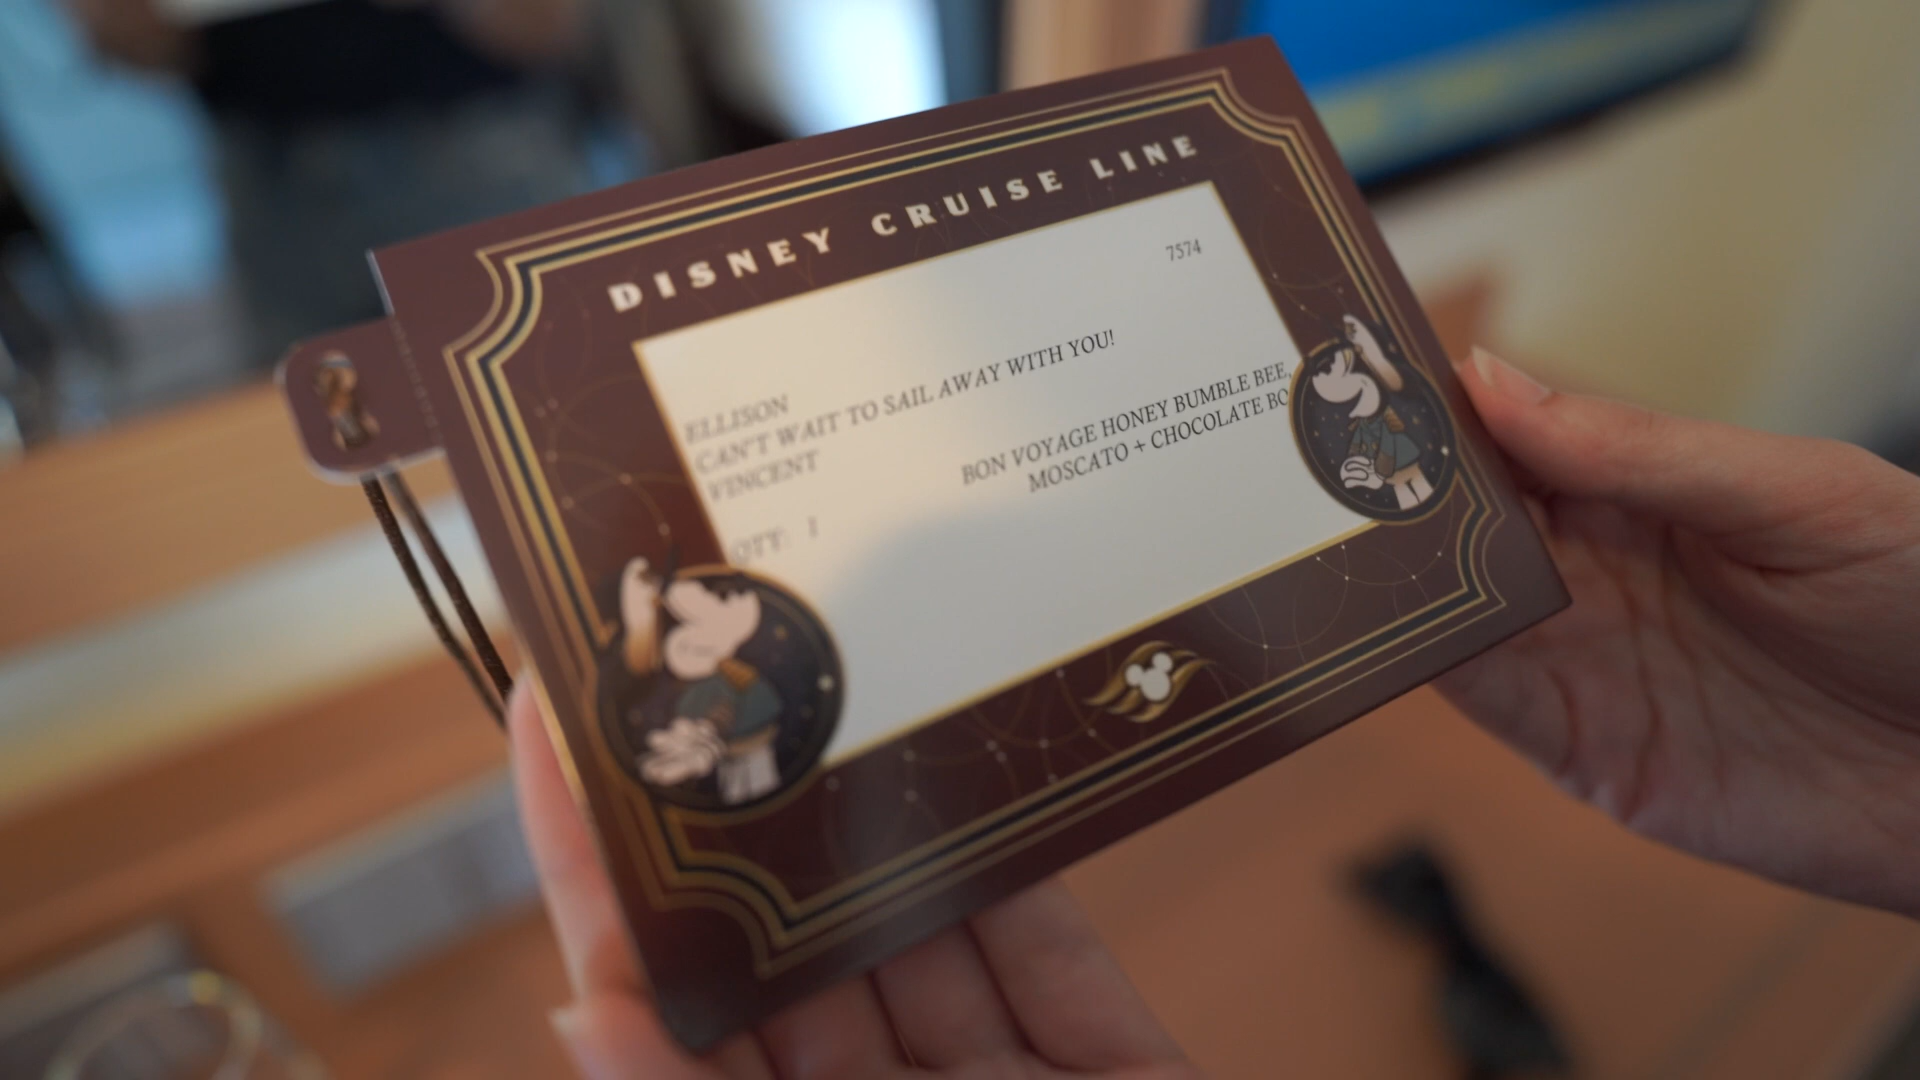 DISNEY CRUISE LINE
7574
ELLISON
CAN'T WAIT TO SAIL AWAY WITH YOU!
VINCENT
BON VOYAGE HONEY BUMBLE BEE,
MOSCATO + CHOCOLATE BO
QTY: 1